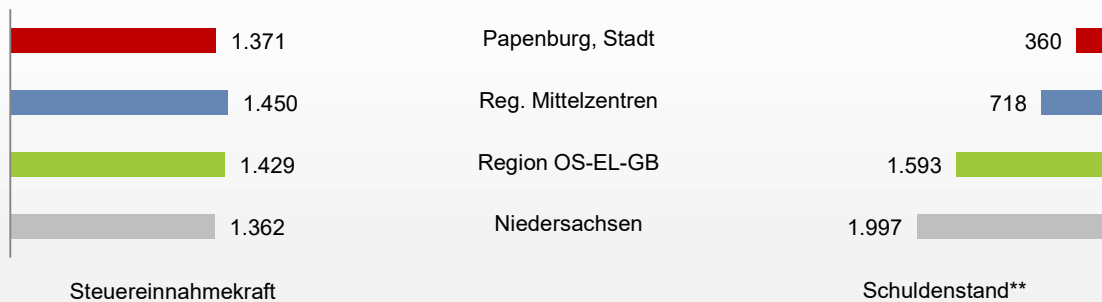 1.371 Papenburg, Stadt 360
1.450 Reg. Mittelzentren 718
1.429 Region OS-EL-GB 1.593
1.362 Niedersachsen 1.997
Steuereinnahmekraft Schuldenstand**